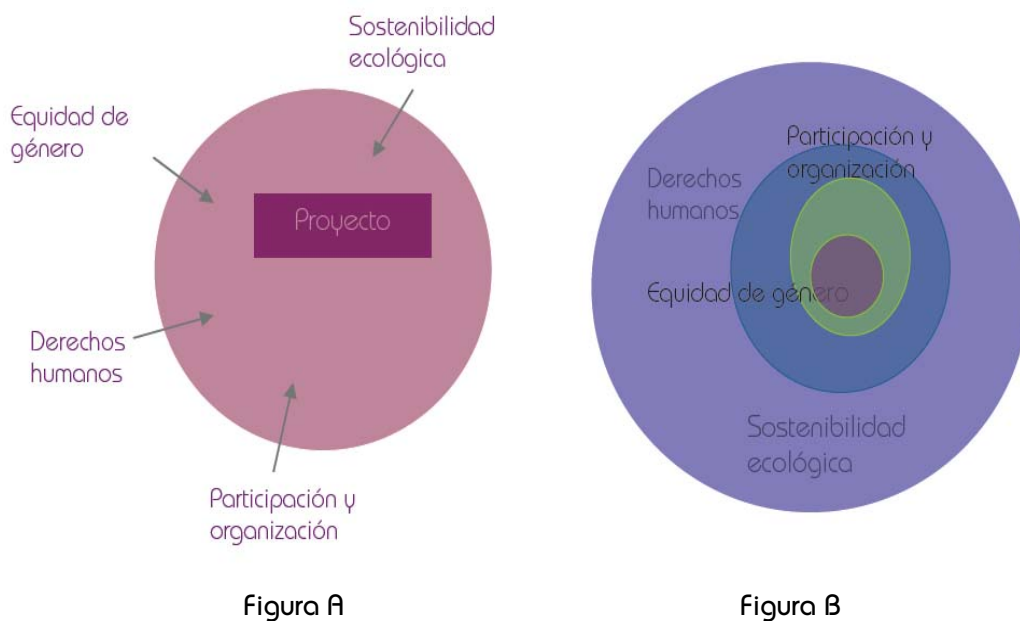 Sostenibilidad
ecológica
Equidad de
género
Proyecto
Derechos
humanos
Participación y
organización
Figura A
Participación y
organización
Derechos
humanos
Equidad de género
Sostenibilidad
ecológica
Figura B